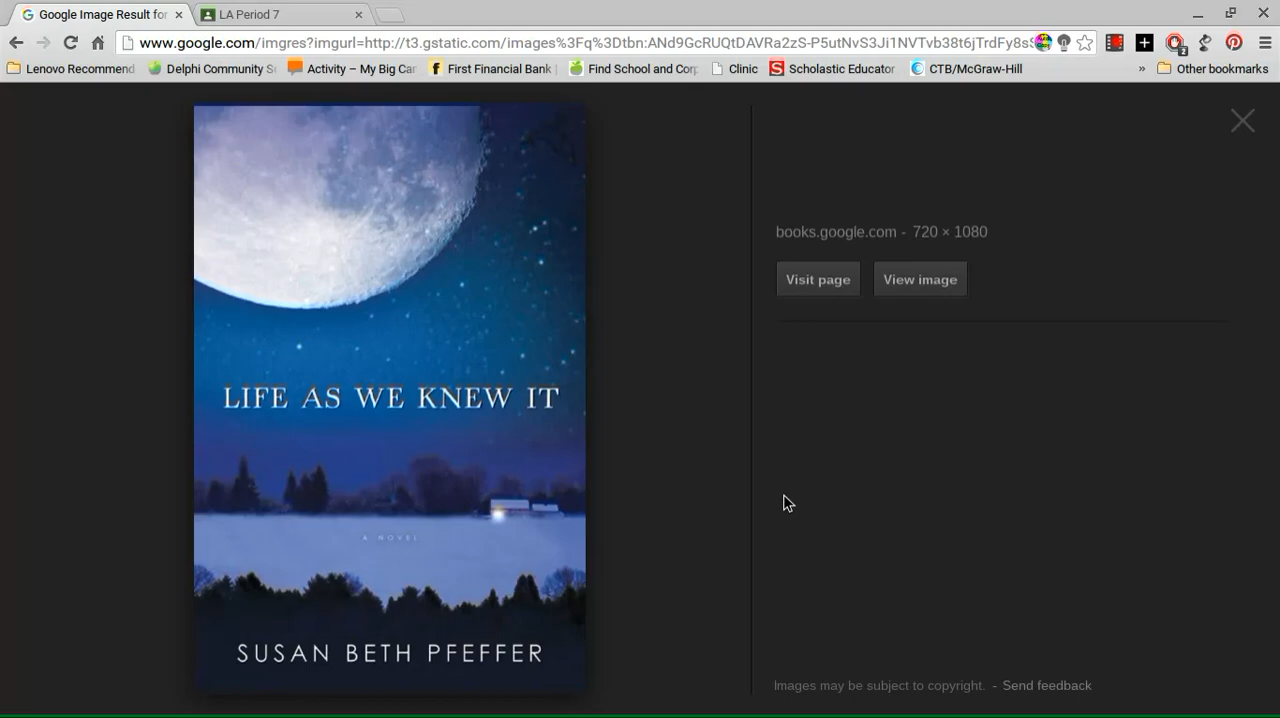 Google Image Result for
LA Period 7
www.google.com/imgres?imgurl=http://t3.gstatic.com/images%3Fq%3Dtbn:ANd9GcRUQtDAVRa2zS-P5utNvS3Ji1NVTvb38t6jTrdFy8sS
Lenovo Recommend
Delphi Community Sc
Activity – My Big Car
First Financial Bank
Find School and Corp
Clinic
Scholastic Educator
CTB/McGraw-Hill
»
Other bookmarks
LIFE AS WE KNEW IT
A NOVEL
SUSAN BETH PFEFFER
books.google.com - 720 × 1080
Visit page
View image
Images may be subject to copyright. - Send feedback